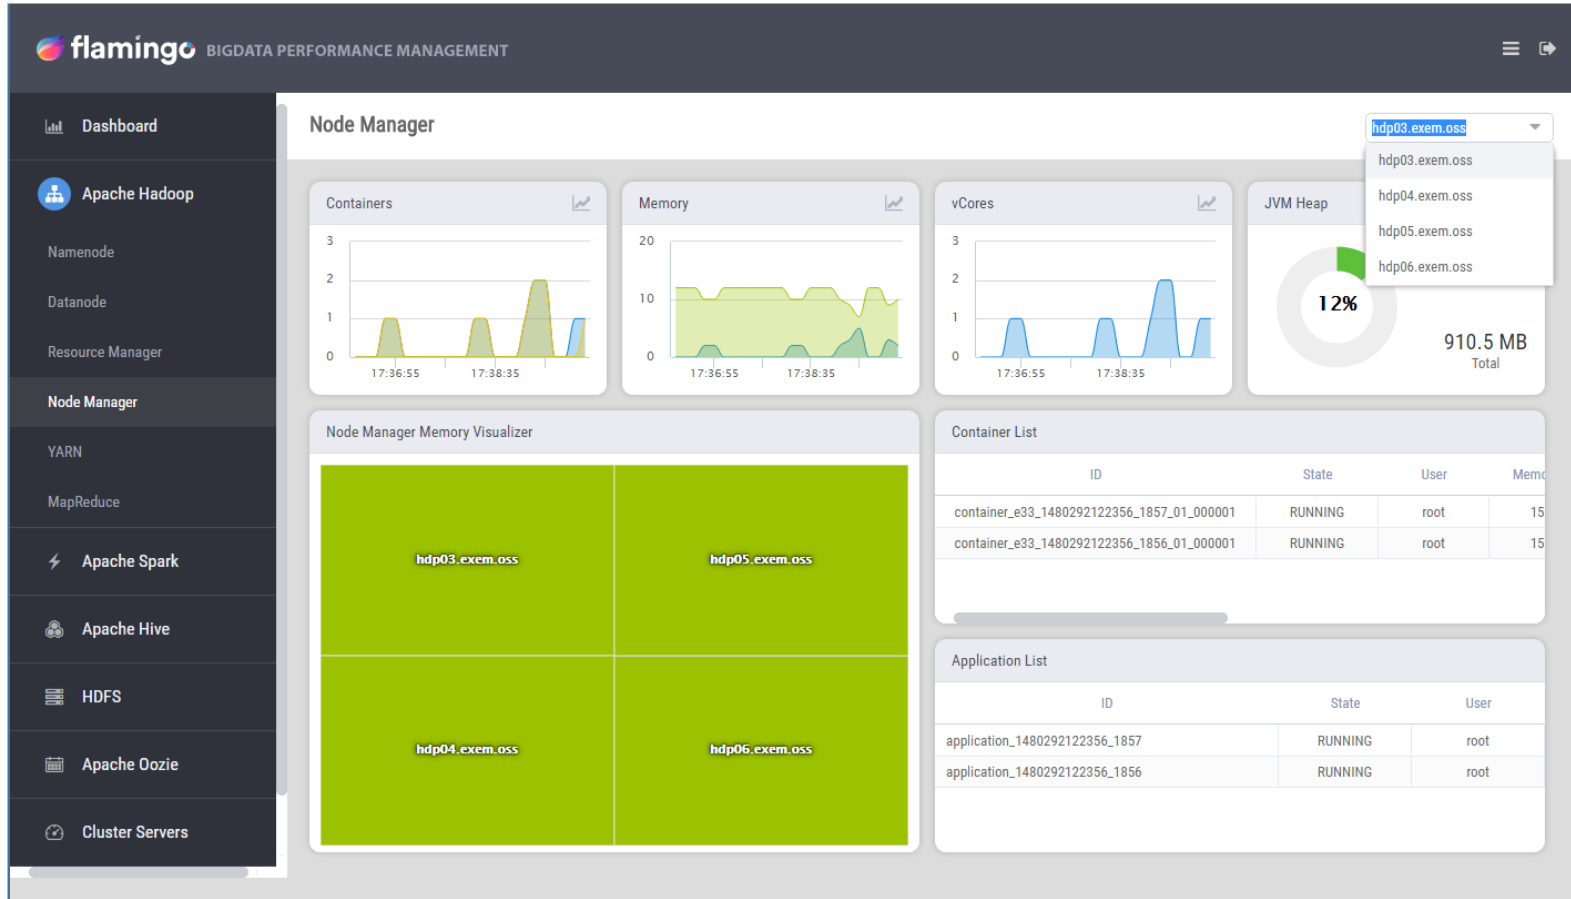 flamingo BIGDATA PERFORMANCE MANAGEMENT
Dashboard
Apache Hadoop
Namenode
Datanode
Resource Manager
Node Manager
YARN
MapReduce
Apache Spark
Apache Hive
HDFS
Apache Oozie
Cluster Servers
Node Manager
hdp03.exem.oss
hdp03.exem.oss
hdp04.exem.oss
hdp05.exem.oss
hdp06.exem.oss
Containers
3
2
1
0
17:36:55 17:38:35
Memory
20
10
0
17:36:55 17:38:35
vCores
3
2
1
0
17:36:55 17:38:35
JVM Heap
12%
910.5 MB
Total
Node Manager Memory Visualizer
hdp03.exem.oss hdp05.exem.oss
hdp04.exem.oss hdp06.exem.oss
Container List
ID State User
container_e33_1480292122356_1857_01_000001 RUNNING root 15
container_e33_1480292122356_1856_01_000001 RUNNING root 15
Application List
ID State User
application_1480292122356_1857 RUNNING root
application_1480292122356_1856 RUNNING root